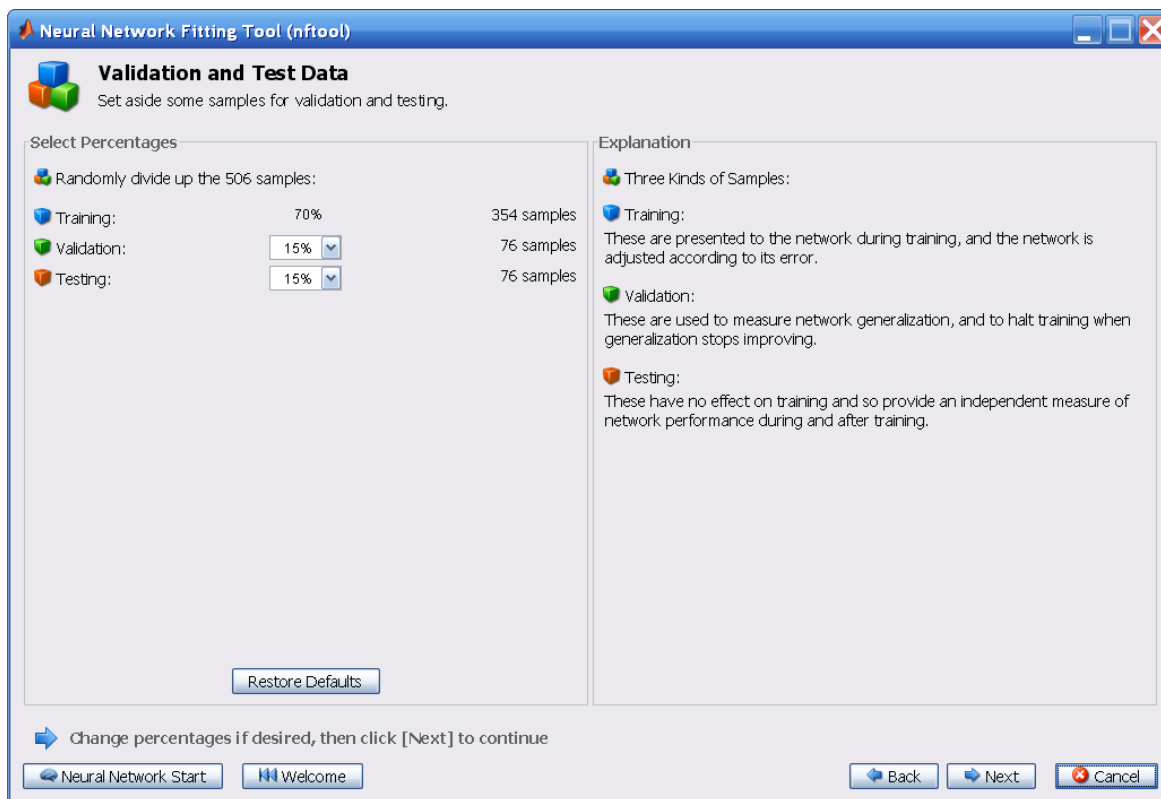 Neural Network Fitting Tool (nftool)
Validation and Test Data
Set aside some samples for validation and testing.
Select Percentages
Randomly divide up the 506 samples:
Training: 70% 354 samples
Validation: 15% 76 samples
Testing: 15% 76 samples
Restore Defaults
Explanation
Three Kinds of Samples:
Training:
These are presented to the network during training, and the network is
adjusted according to its error.
Validation:
These are used to measure network generalization, and to halt training when
generalization stops improving.
Testing:
These have no effect on training and so provide an independent measure of
network performance during and after training.
Change percentages if desired, then click [Next] to continue
Neural Network Start Welcome Back Next Cancel